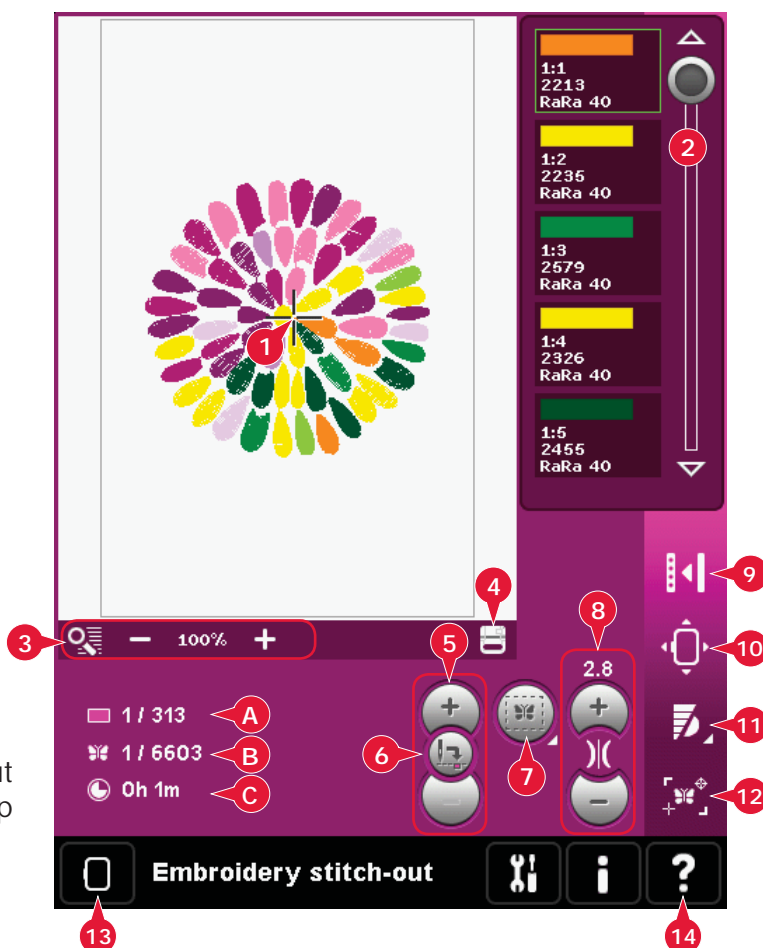 1:1
2213
RaRa 40
2
1:2
2235
RaRa 40
1:3
2579
RaRa 40
1
1:4
2326
RaRa 40
1:5
2455
RaRa 40
9
4
8
3
100%
5
10
2.8
1 / 313
A
11
1 / 6603
B
6
7
0h 1m
C
12
ut
p
Embroidery stitch-out
i
?
13
14